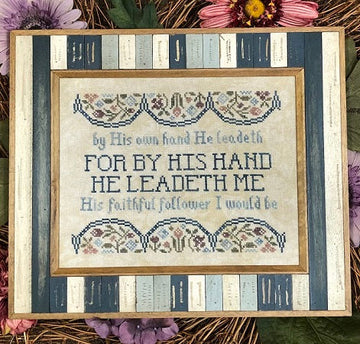 by His own hand He leadeth
FOR BY HIS HAND
HE LEADETH ME
His faithful follower I would be